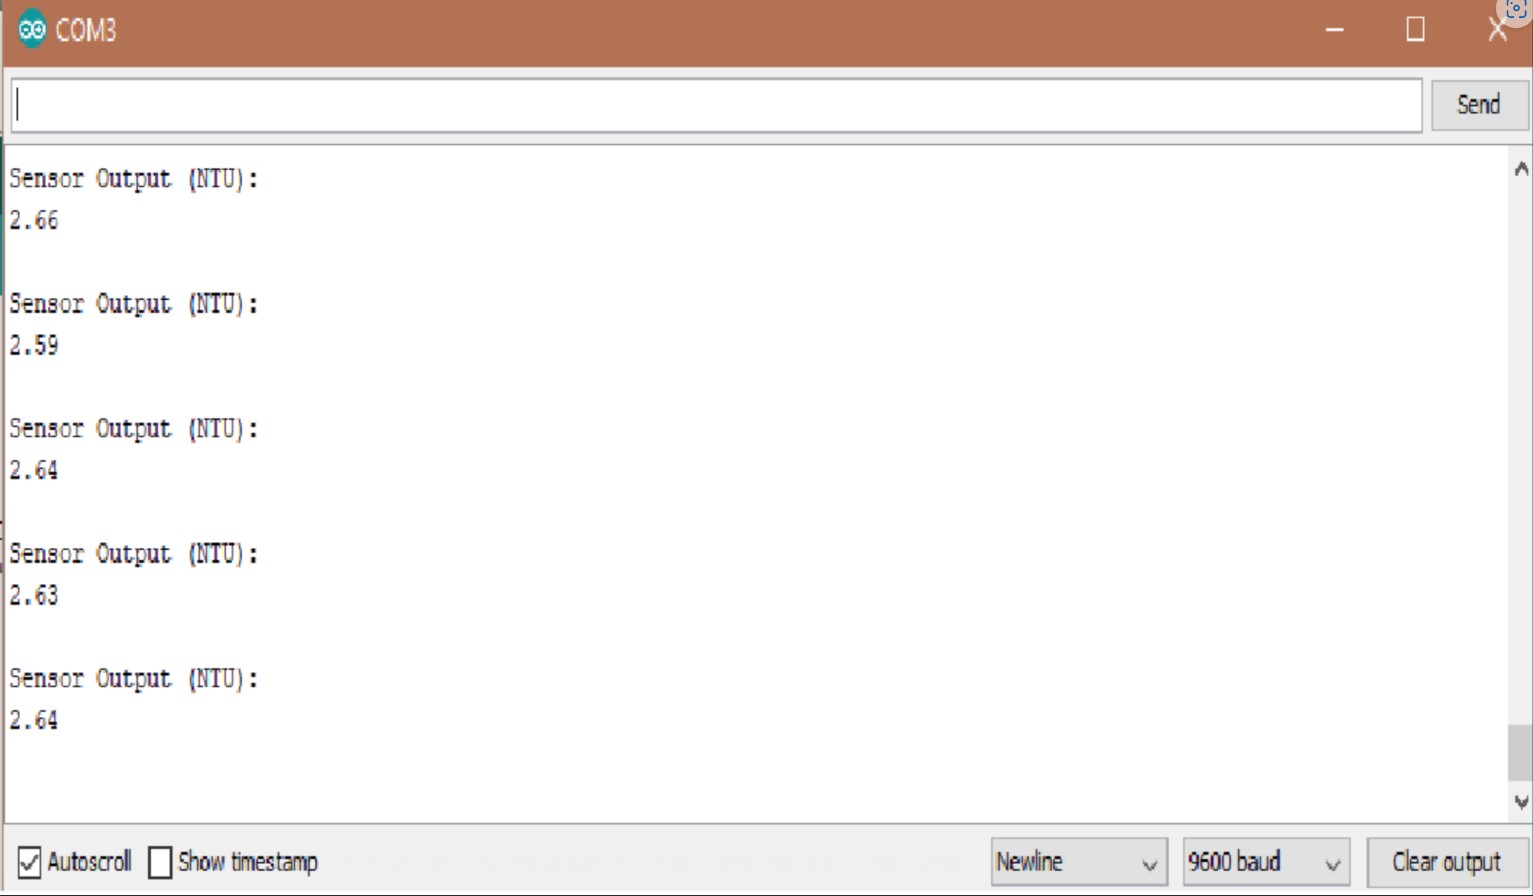 COM3
Send
Sensor Output (NTU):
2.66
Sensor Output (NTU):
2.59
Sensor Output (NTU):
2.64
Sensor Output (NTU):
2.63
Sensor Output (NTU):
2.64
Autoscroll Show timestamp Newline 9600 baud Clear output